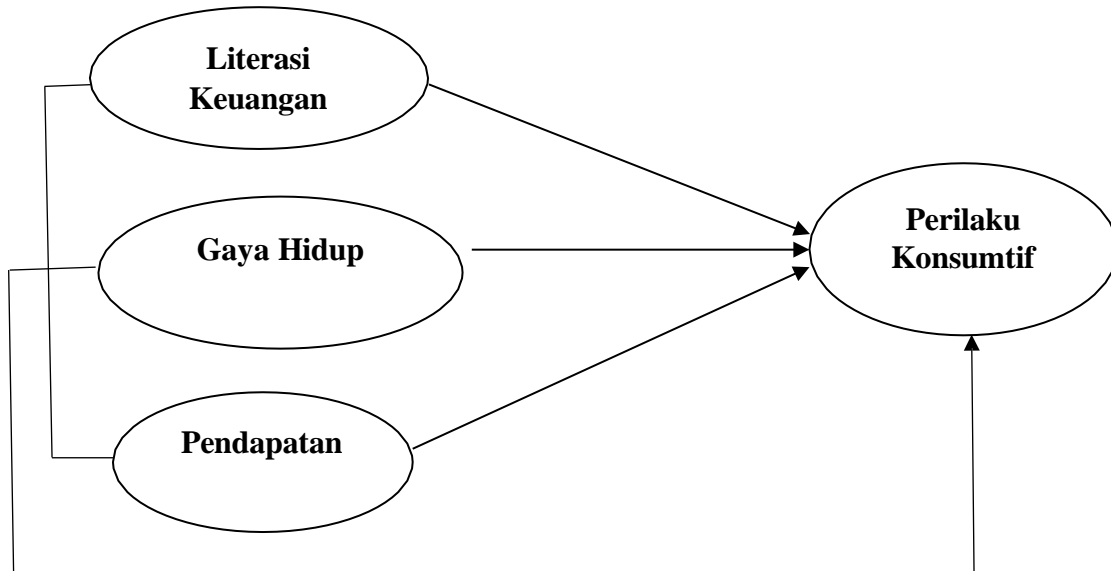 Literasi
Keuangan
Gaya Hidup
Pendapatan
Perilaku
Konsumtif